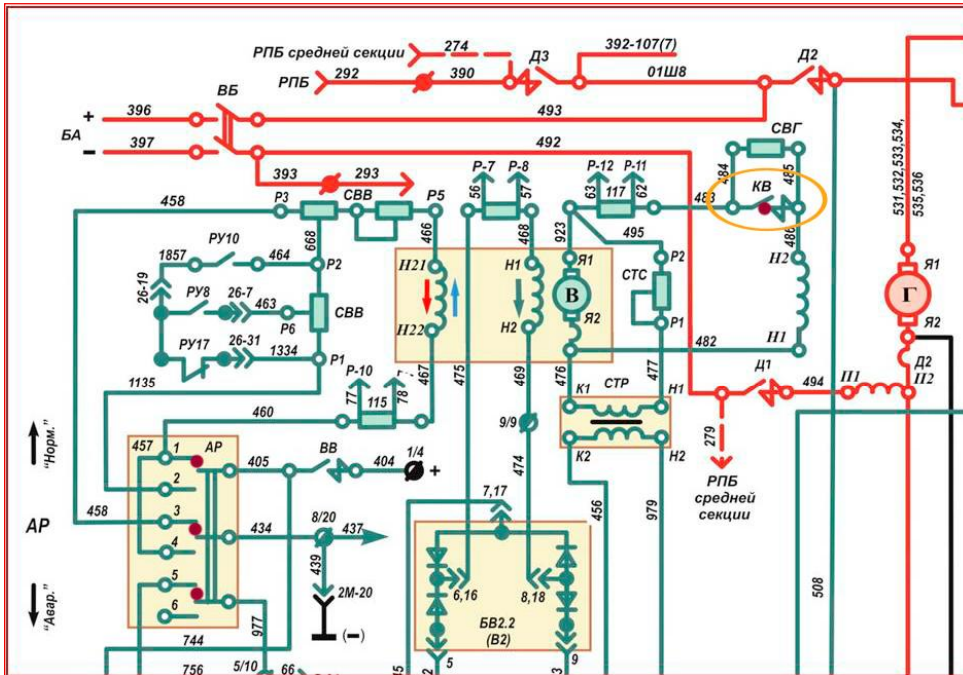 РПБ средней секции 274 392-107(7)
Д3 Д2
РПБ 292 390 01Ш8
+ 396 ВБ 493
БА
− 397 492
СВГ
484 485
393 293
Р-7 Р-8 Р-12 Р-11
56 57 63 117 62 483 КВ
458 Р3 СВВ Р5
531,532,533,534,
535,536
668 466 468 923 495 486
1857 РУ10 464 Р2 Н21 Н1 Я1 Р2 Н2 Я1
26-19 РУ8 26-7 463 СТС
Р6 СВВ В Г
РУ17 26-31 Н22 Н2 Я2 Р1 П1 Я2
1334 Р1
482
Р-10 467 475 469 476 477 Д1 Д2
1135 77 78 К1 СТР Н1 494 П1 П2
460 115
9/9
"Норм." 457 1 АР К2 Н2 279
405 ВВ 404 1/4 +
2 474 РПБ
средней
секции
7,17
АР 458 3 434 8/20 437 456 979
4 439
5 2М-20 6,16 8,18 508
"Авар." 6 (−) БВ2.2
(В2)
977
744
756 5/10 66 45 2 5 3 9